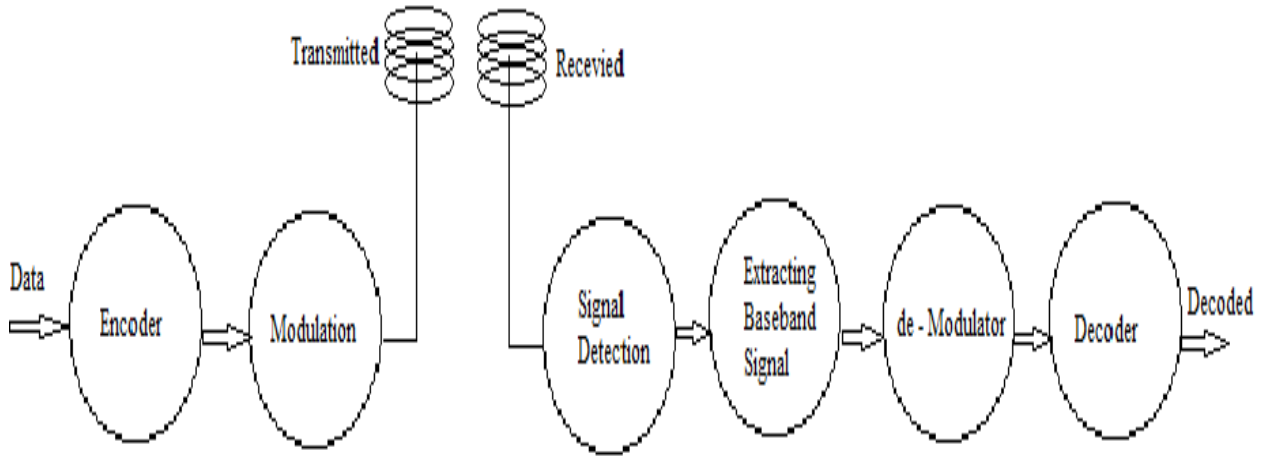 Transmitted
Recevied
Data
Encoder
Modulation
Signal
Detection
Extracting
Baseband
Signal
de - Modulator
Decoder
Decoded